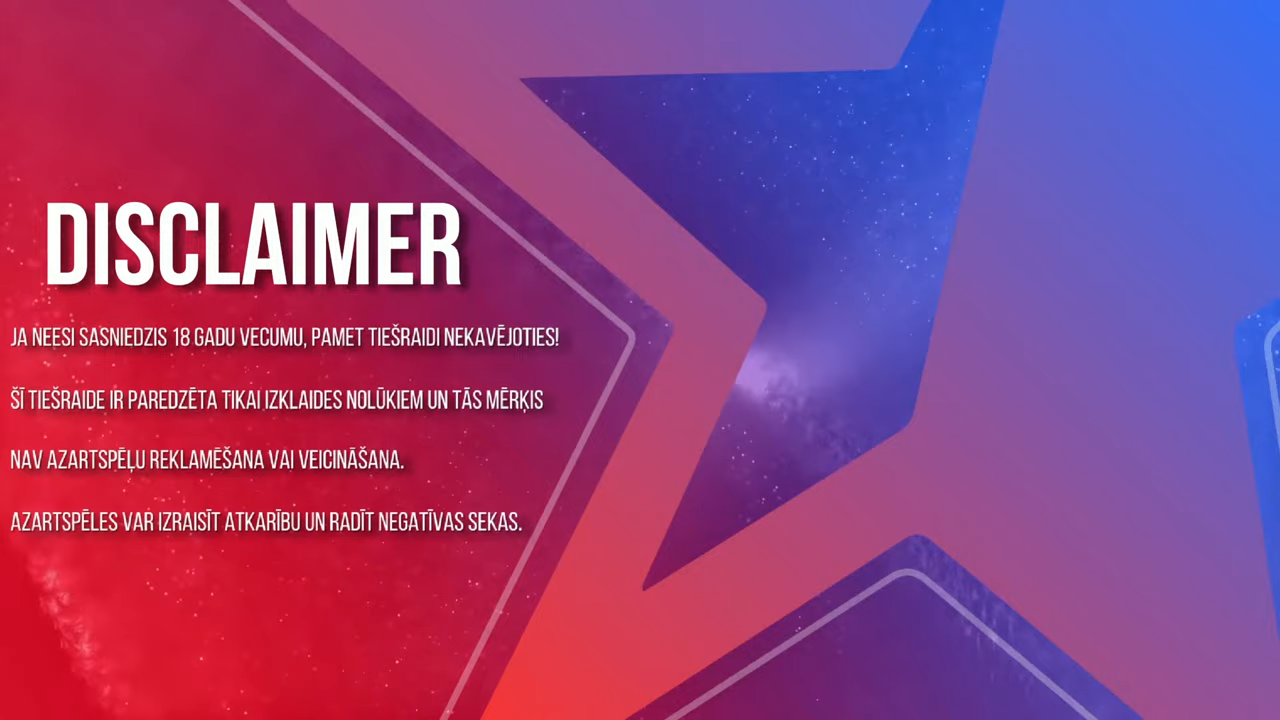 DISCLAIMER
JA NEESI SASNIEDZIS 18 GADU VECUMU, PAMET TIEŠRAIDI NEKAVĒJOTIES!
ŠĪ TIEŠRAIDE IR PAREDZĒTA TIKAI IZKLAIDES NOLŪKIEM UN TĀS MĒRĶIS
NAV AZARTSPĒĻU REKLAMĒŠANA VAI VEICINĀŠANA.
AZARTSPĒLES VAR IZRAISĪT ATKARĪBU UN RADĪT NEGATĪVAS SEKAS.